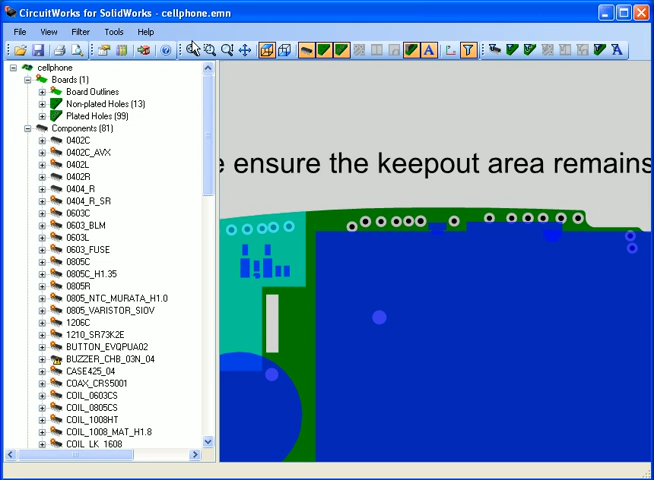 CircuitWorks for SolidWorks - cellphone.emn
File View Filter Tools Help
cellphone
Boards (1)
Board Outlines
Non-plated Holes (13)
Plated Holes (99)
Components (81)
0402C
0402C_AVX
0402L
0402R
0404_R
0404_R_SR
0603C
0603_BLM
0603L
0603_FUSE
0805C
0805C_H1.35
0805R
0805_NTC_MURATA_H1.0
0805_VARISTOR_SIOV
1206C
1210_SR73K2E
BUTTON_EVQPUA02
BUZZER_CHB_03N_04
CASE425_04
COAX_CRS5001
COIL_0603CS
COIL_0805CS
COIL_1008HT
COIL_1008_MAT_H1.8
COIL_LK_1608
e ensure the keepout area remains